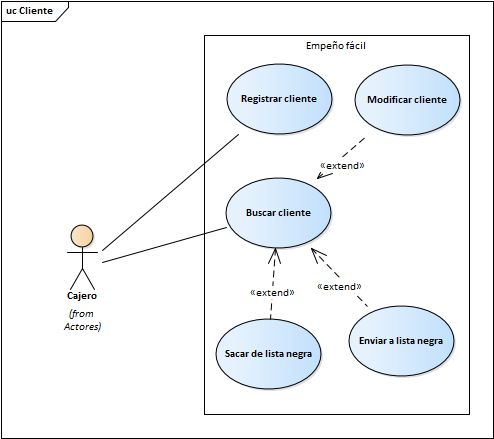 uc Cliente
Empeño fácil
Registrar cliente
Modificar cliente
«extend»
Buscar cliente
Cajero
(from
Actores)
«extend»
«extend»
Sacar de lista negra
Enviar a lista negra